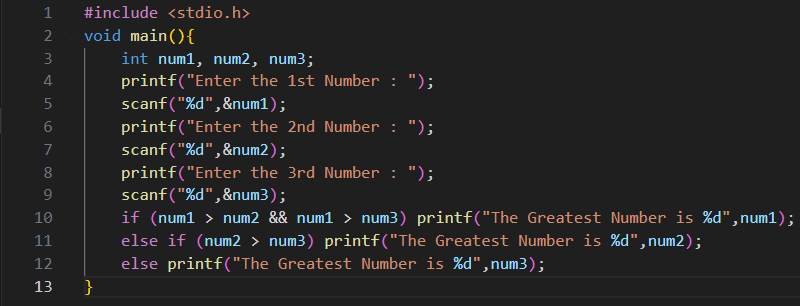 1 #include <stdio.h>
2 void main(){
3 int num1, num2, num3;
4 printf("Enter the 1st Number : ");
5 scanf("%d",&num1);
6 printf("Enter the 2nd Number : ");
7 scanf("%d",&num2);
8 printf("Enter the 3rd Number : ");
9 scanf("%d",&num3);
10 if (num1 > num2 && num1 > num3) printf("The Greatest Number is %d",num1);
11 else if (num2 > num3) printf("The Greatest Number is %d",num2);
12 else printf("The Greatest Number is %d",num3);
13 }